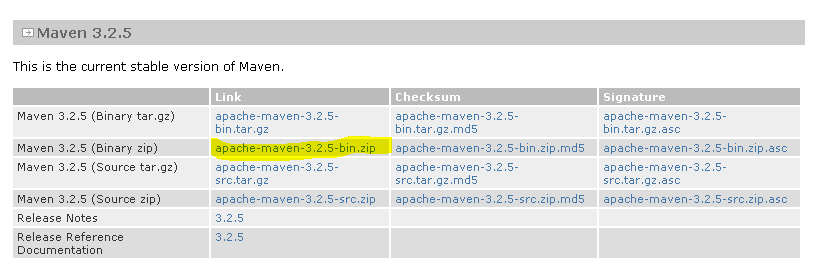 Maven 3.2.5
This is the current stable version of Maven.
Link Checksum Signature
Maven 3.2.5 (Binary tar.gz) apache-maven-3.2.5- apache-maven-3.2.5- apache-maven-3.2.5-
bin.tar.gz bin.tar.gz.md5 bin.tar.gz.asc
Maven 3.2.5 (Binary zip) apache-maven-3.2.5-bin.zip apache-maven-3.2.5-bin.zip.md5 apache-maven-3.2.5-bin.zip.asc
Maven 3.2.5 (Source tar.gz) apache-maven-3.2.5- apache-maven-3.2.5- apache-maven-3.2.5-
src.tar.gz src.tar.gz.md5 src.tar.gz.asc
Maven 3.2.5 (Source zip) apache-maven-3.2.5-src.zip apache-maven-3.2.5-src.zip.md5 apache-maven-3.2.5-src.zip.asc
Release Notes 3.2.5
Release Reference 3.2.5
Documentation